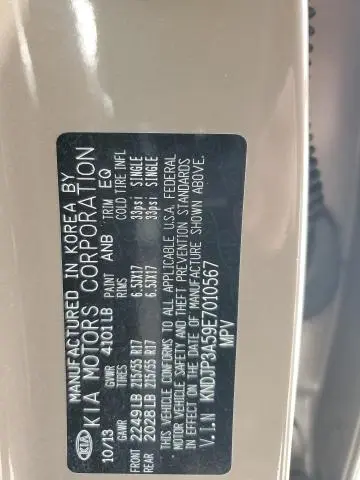 KIA
MANUFACTURED IN KOREA BY
KIA MOTORS CORPORATION
10/13 GVWR 4101LB PAINT ANB TRIM EQ
GAWR TIRES RIMS COLD TIRE INFL
FRONT 2249LB 215/55 R17 6.5JX17 33psi SINGLE
REAR 2028LB 215/55 R17 6.5JX17 33psi SINGLE
THIS VEHICLE CONFORMS TO ALL APPLICABLE U.S.A. FEDERAL
MOTOR VEHICLE SAFETY AND THEFT PREVENTION STANDARDS
IN EFFECT ON THE DATE OF MANUFACTURE SHOWN ABOVE.
V.I.N KNDJP3A59E7010567
MPV